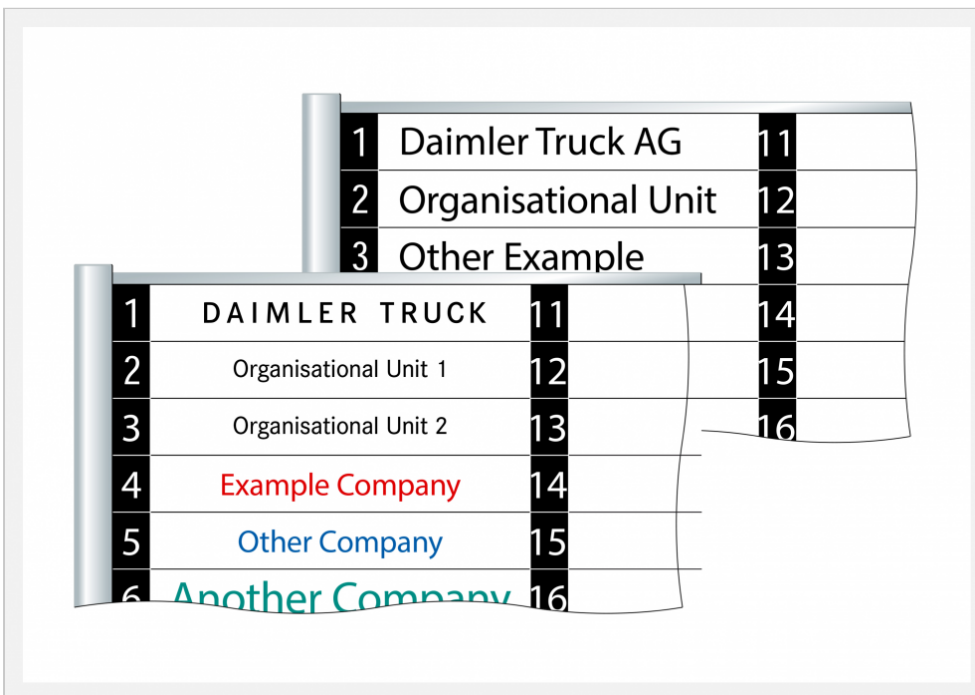 1 Daimler Truck AG 11
2 Organisational Unit 12
3 Other Example 13
14
15
16
1 DAIMLER TRUCK 11
2 Organisational Unit 1 12
3 Organisational Unit 2 13
4 Example Company 14
5 Other Company 15
6 Another Company 16